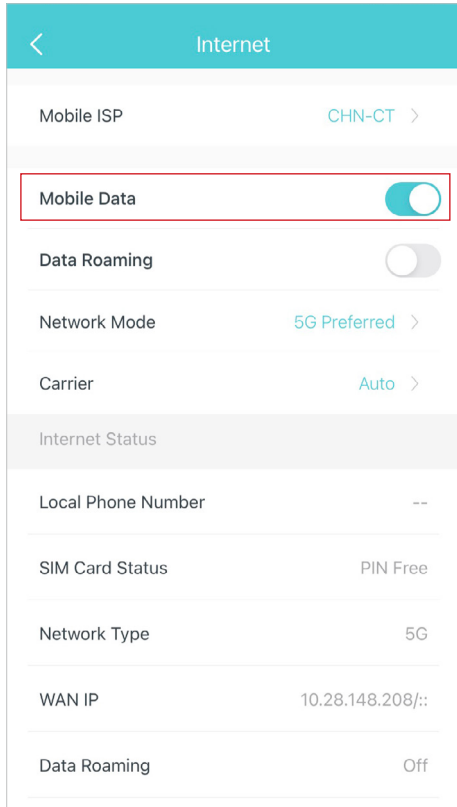 Internet
Mobile ISP CHN-CT
Mobile Data
Data Roaming
Network Mode 5G Preferred
Carrier Auto
Internet Status
Local Phone Number --
SIM Card Status PIN Free
Network Type 5G
WAN IP 10.28.148.208/::
Data Roaming Off